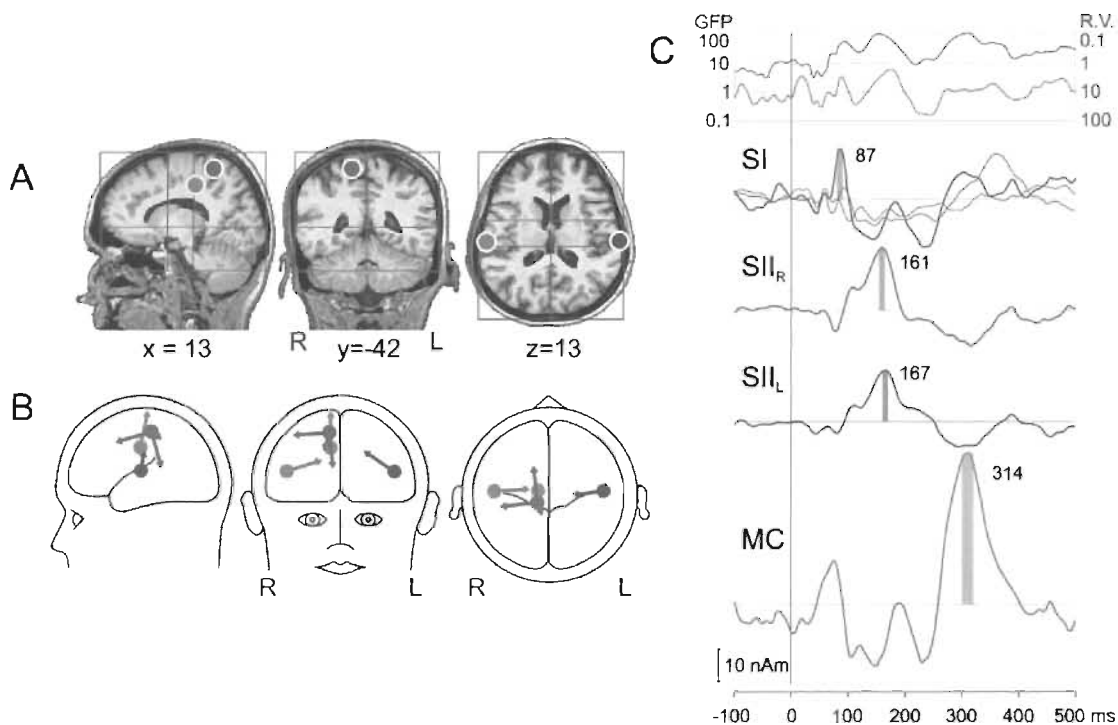 A
x = 13
R
y=-42
L
z=13
B
R
L
R
L
C
GFP
R.V.
100
0.1
10
1
1
10
0.1
100
SI
87
SII_R
161
SII_L
167
MC
314
10 nAm
-100 0 100 200 300 400 500 ms